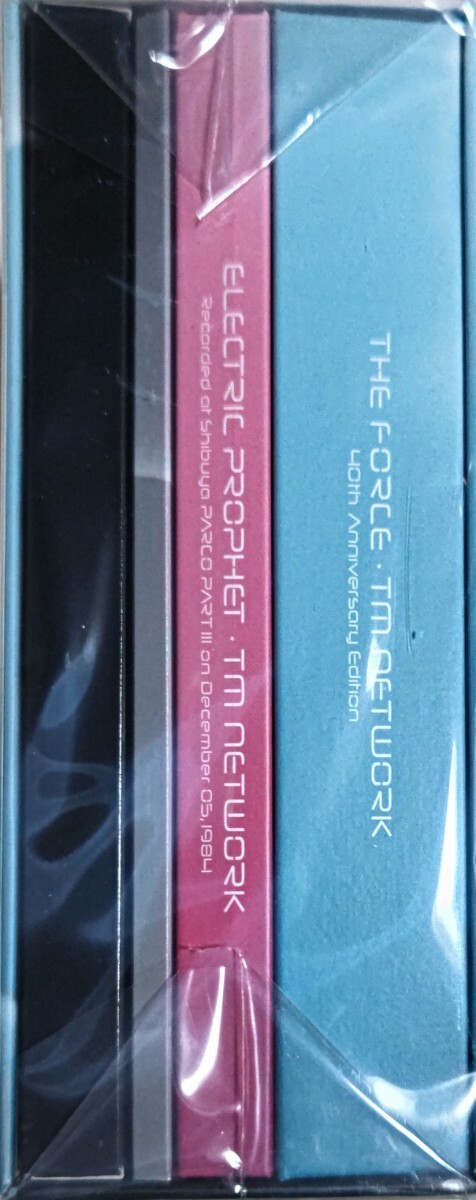 THE FORCE · TM NETWORK
40th Anniversary Edition
ELECTRIC PROPHET · TM NETWORK
Recorded at Shibuya PARCO PART III on December 05, 1984